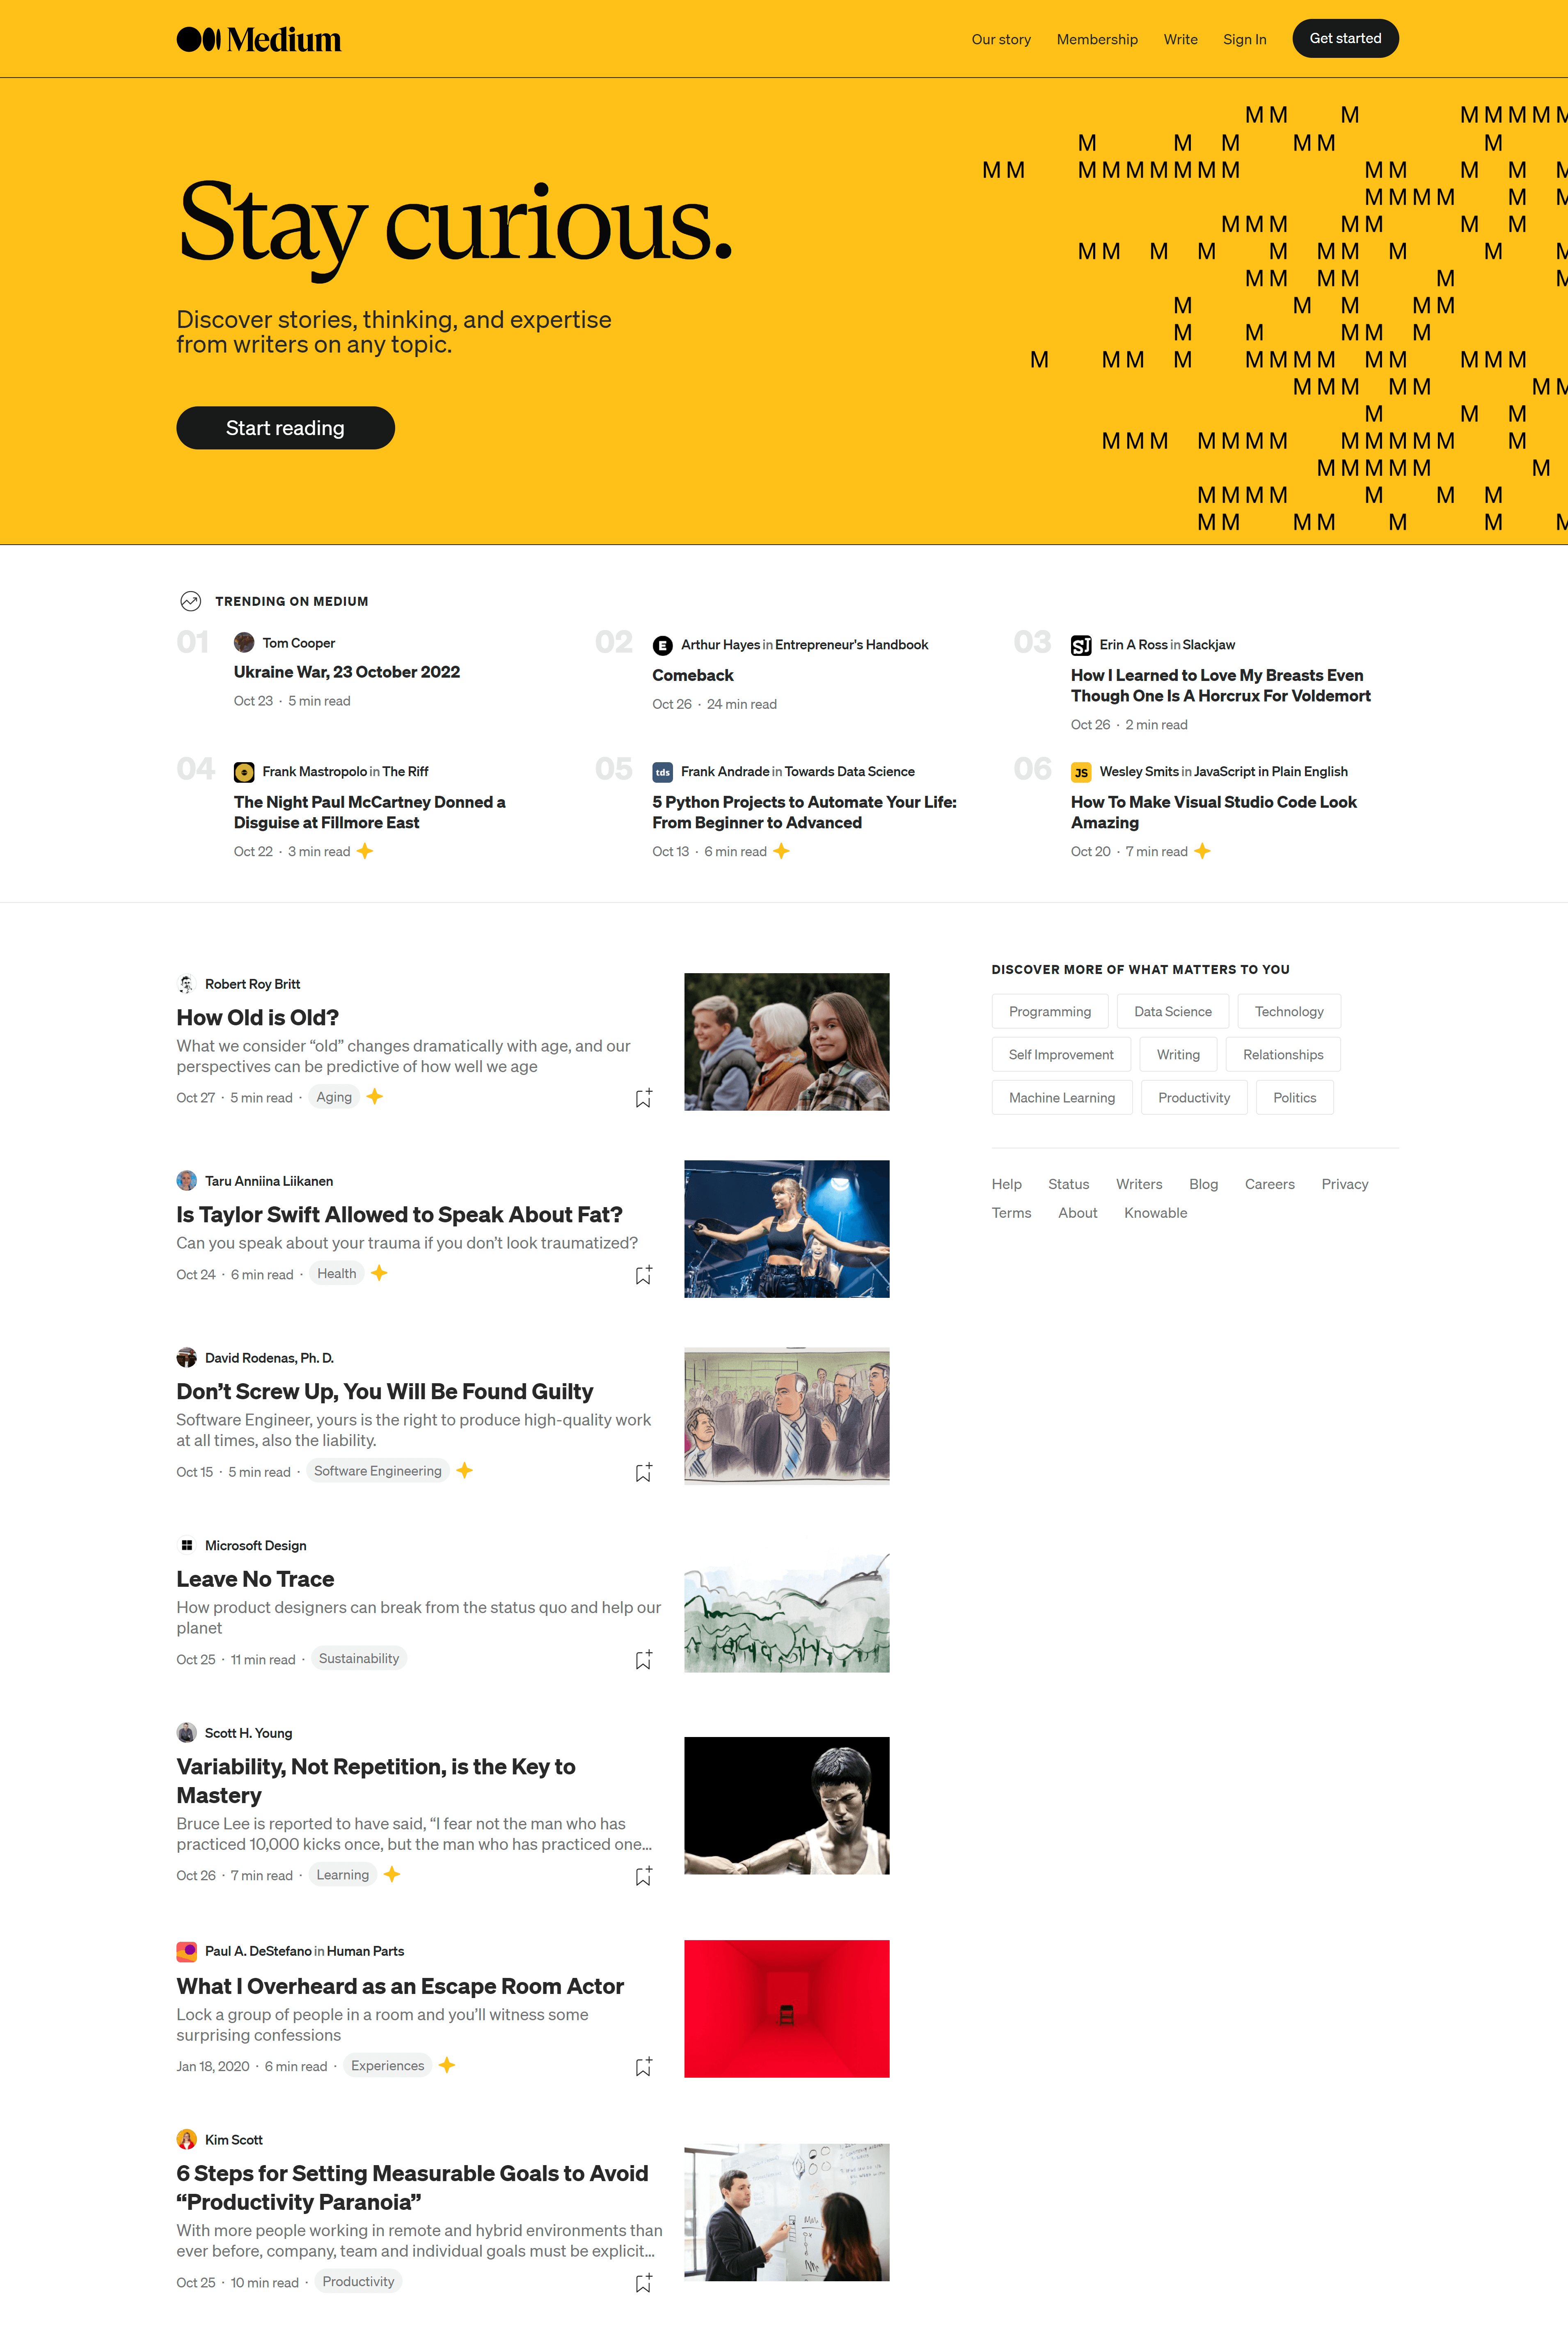 Medium
Our story Membership Write Sign In Get started
M M M M M M M M
M M M M M M
M M M M M M M M M M M M M M
M M M M M
M M M M M M M
M M M M M M M M M
M M M M M
M M M M M
M M M M M
M M M M M M M M M M M M M
M M M M M M
M M M
M M M M M M M M M M M M M
M M M M M M
M M M M M M M
M M M M M M
Stay curious.
Discover stories, thinking, and expertise
from writers on any topic.
Start reading
TRENDING ON MEDIUM
01
Tom Cooper
Ukraine War, 23 October 2022
Oct 23 · 5 min read
02
E
Arthur Hayes in Entrepreneur's Handbook
Comeback
Oct 26 · 24 min read
03
SJ
Erin A Ross in Slackjaw
How I Learned to Love My Breasts Even
Though One Is A Horcrux For Voldemort
Oct 26 · 2 min read
04
Frank Mastropolo in The Riff
The Night Paul McCartney Donned a
Disguise at Fillmore East
Oct 22 · 3 min read
05
tds
Frank Andrade in Towards Data Science
5 Python Projects to Automate Your Life:
From Beginner to Advanced
Oct 13 · 6 min read
06
JS
Wesley Smits in JavaScript in Plain English
How To Make Visual Studio Code Look
Amazing
Oct 20 · 7 min read
Robert Roy Britt
How Old is Old?
What we consider “old” changes dramatically with age, and our
perspectives can be predictive of how well we age
Oct 27 · 5 min read · Aging
Taru Anniina Liikanen
Is Taylor Swift Allowed to Speak About Fat?
Can you speak about your trauma if you don’t look traumatized?
Oct 24 · 6 min read · Health
David Rodenas, Ph. D.
Don’t Screw Up, You Will Be Found Guilty
Software Engineer, yours is the right to produce high-quality work
at all times, also the liability.
Oct 15 · 5 min read · Software Engineering
Microsoft Design
Leave No Trace
How product designers can break from the status quo and help our
planet
Oct 25 · 11 min read · Sustainability
Scott H. Young
Variability, Not Repetition, is the Key to
Mastery
Bruce Lee is reported to have said, “I fear not the man who has
practiced 10,000 kicks once, but the man who has practiced one…
Oct 26 · 7 min read · Learning
Paul A. DeStefano in Human Parts
What I Overheard as an Escape Room Actor
Lock a group of people in a room and you’ll witness some
surprising confessions
Jan 18, 2020 · 6 min read · Experiences
Kim Scott
6 Steps for Setting Measurable Goals to Avoid
“Productivity Paranoia”
With more people working in remote and hybrid environments than
ever before, company, team and individual goals must be explicit…
Oct 25 · 10 min read · Productivity
DISCOVER MORE OF WHAT MATTERS TO YOU
Programming Data Science Technology
Self Improvement Writing Relationships
Machine Learning Productivity Politics
Help Status Writers Blog Careers Privacy
Terms About Knowable